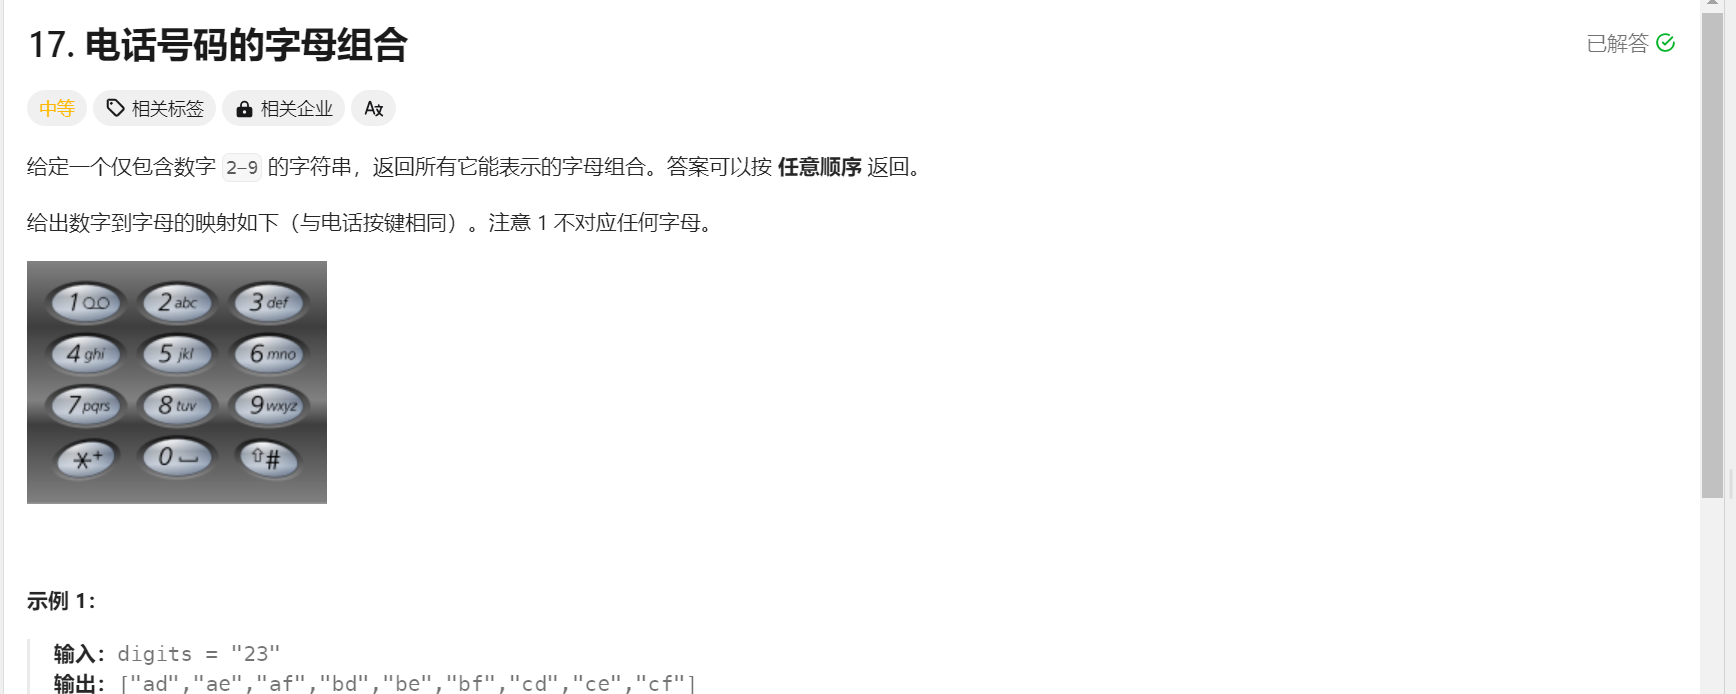 17. 电话号码的字母组合
已解答
中等 相关标签 相关企业
给定一个仅包含数字 2-9 的字符串，返回所有它能表示的字母组合。答案可以按 任意顺序 返回。
给出数字到字母的映射如下（与电话按键相同）。注意 1 不对应任何字母。
1 2 abc 3 def
4 ghi 5 jkl 6 mno
7 pqrs 8 tuv 9 wxyz
*+ 0 #
示例 1：
输入：digits = "23"
输出：["ad","ae","af","bd","be","bf","cd","ce","cf"]